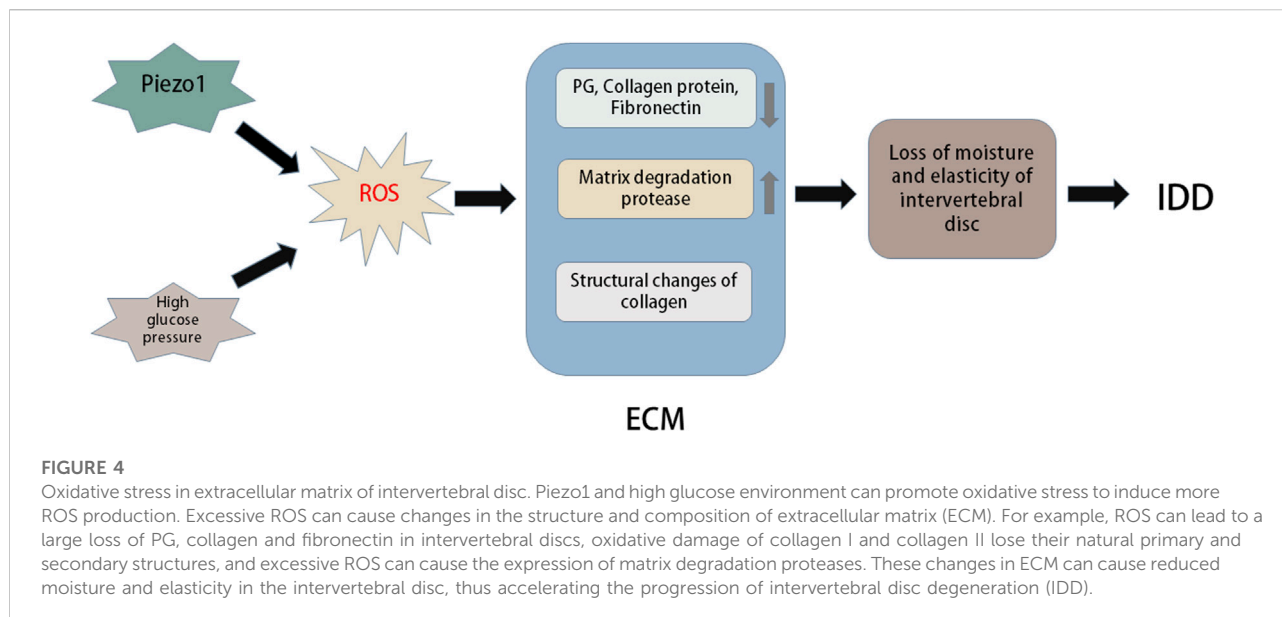 Piezo1
High
glucose
pressure
ROS
PG, Collagen protein,
Fibronectin
Matrix degradation
protease
Structural changes of
collagen
ECM
Loss of moisture
and elasticity of
intervertebral
disc
IDD
FIGURE 4
Oxidative stress in extracellular matrix of intervertebral disc. Piezo1 and high glucose environment can promote oxidative stress to induce more
ROS production. Excessive ROS can cause changes in the structure and composition of extracellular matrix (ECM). For example, ROS can lead to a
large loss of PG, collagen and fibronectin in intervertebral discs, oxidative damage of collagen I and collagen II lose their natural primary and
secondary structures, and excessive ROS can cause the expression of matrix degradation proteases. These changes in ECM can cause reduced
moisture and elasticity in the intervertebral disc, thus accelerating the progression of intervertebral disc degeneration (IDD).